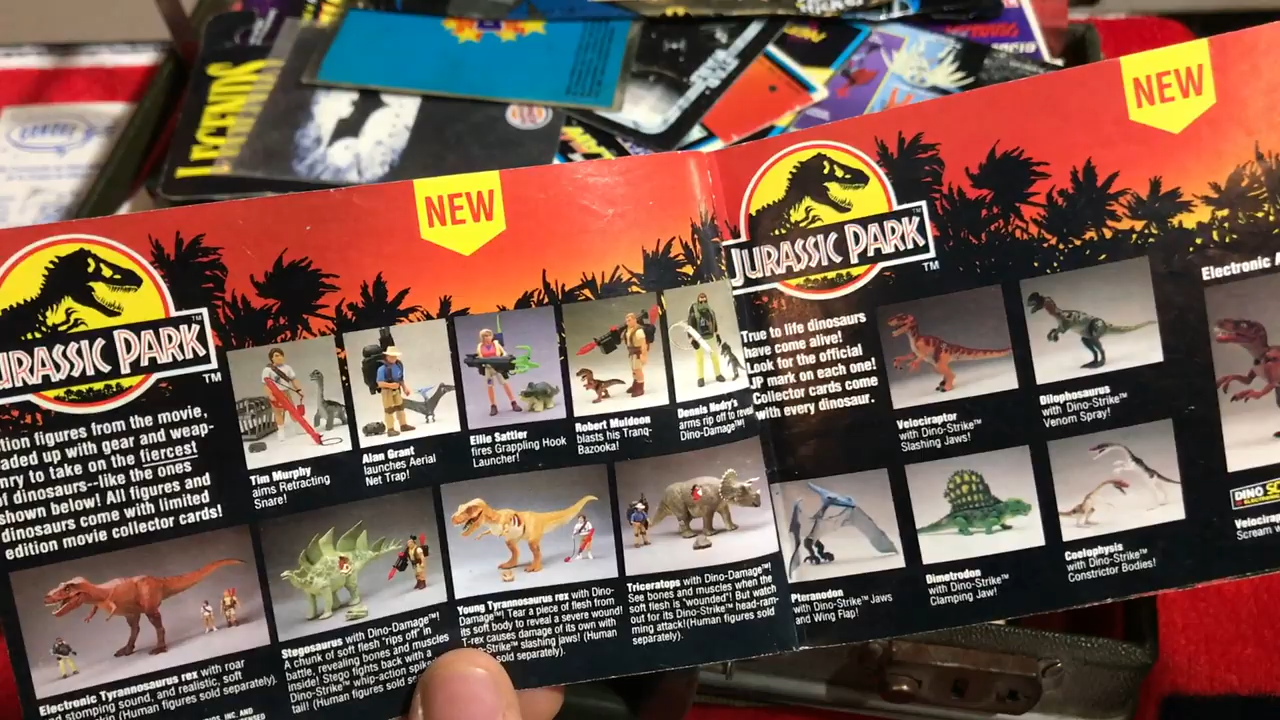 LEGENDS
NEW
JURASSIC PARK™
tion figures from the movie,
aded up with gear and weap-
nry to take on the fiercest
of dinosaurs--like the ones
shown below! All figures and
dinosaurs come with limited
edition movie collector cards!
Tim Murphy
aims Retracting
Snare!
Alan Grant
launches Aerial
Net Trap!
Ellie Sattler
fires Grappling Hook
Launcher!
Robert Muldoon
blasts his Tranq-
Bazooka!
Dennis Nedry's
arms rip off to reveal
Dino-Damage!
Electronic Tyrannosaurus rex with roar
and stomping sound, and realistic, soft
skin (Human figures sold separately).
Stegosaurus with Dino-Damage!™
A chunk of soft flesh "rips off" in
battle, revealing bones and muscles
inside! Stego fights back with a
Dino-Strike™ whip-action spike
tail! (Human figures
Young Tyrannosaurus rex with Dino-
Damage!™ Tear a piece of flesh from
its soft body to reveal a severe wound!
T-rex causes damage of its own with
Strike™ slashing jaws! (Human
sold separately).
Triceratops with Dino-Damage!™
See bones and muscles when the
soft flesh is "wounded"! But watch
out for its Dino-Strike™ head-ram-
ming attack! (Human figures sold
separately).
NEW
JURASSIC PARK™
True to life dinosaurs
have come alive!
Look for the official
JP mark on each one!
Collector cards come
with every dinosaur.
Velociraptor
with Dino-Strike™
Slashing Jaws!
Dilophosaurus
with Dino-Strike™
Venom Spray!
Electronic
Pteranodon
with Dino-Strike™ Jaws
and Wing Flap!
Dimetrodon
with Dino-Strike™
Clamping Jaw!
Coelophysis
with Dino-Strike™
Constrictor Bodies!
DINO
Scream